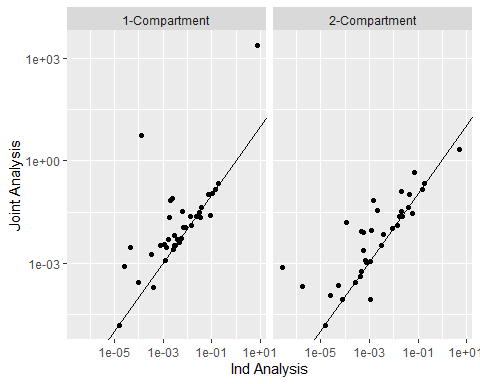 1-Compartment 2-Compartment
1e+03
1e+00
1e-03
Joint Analysis
1e-05 1e-03 1e-01 1e+01 1e-05 1e-03 1e-01 1e+01
Ind Analysis